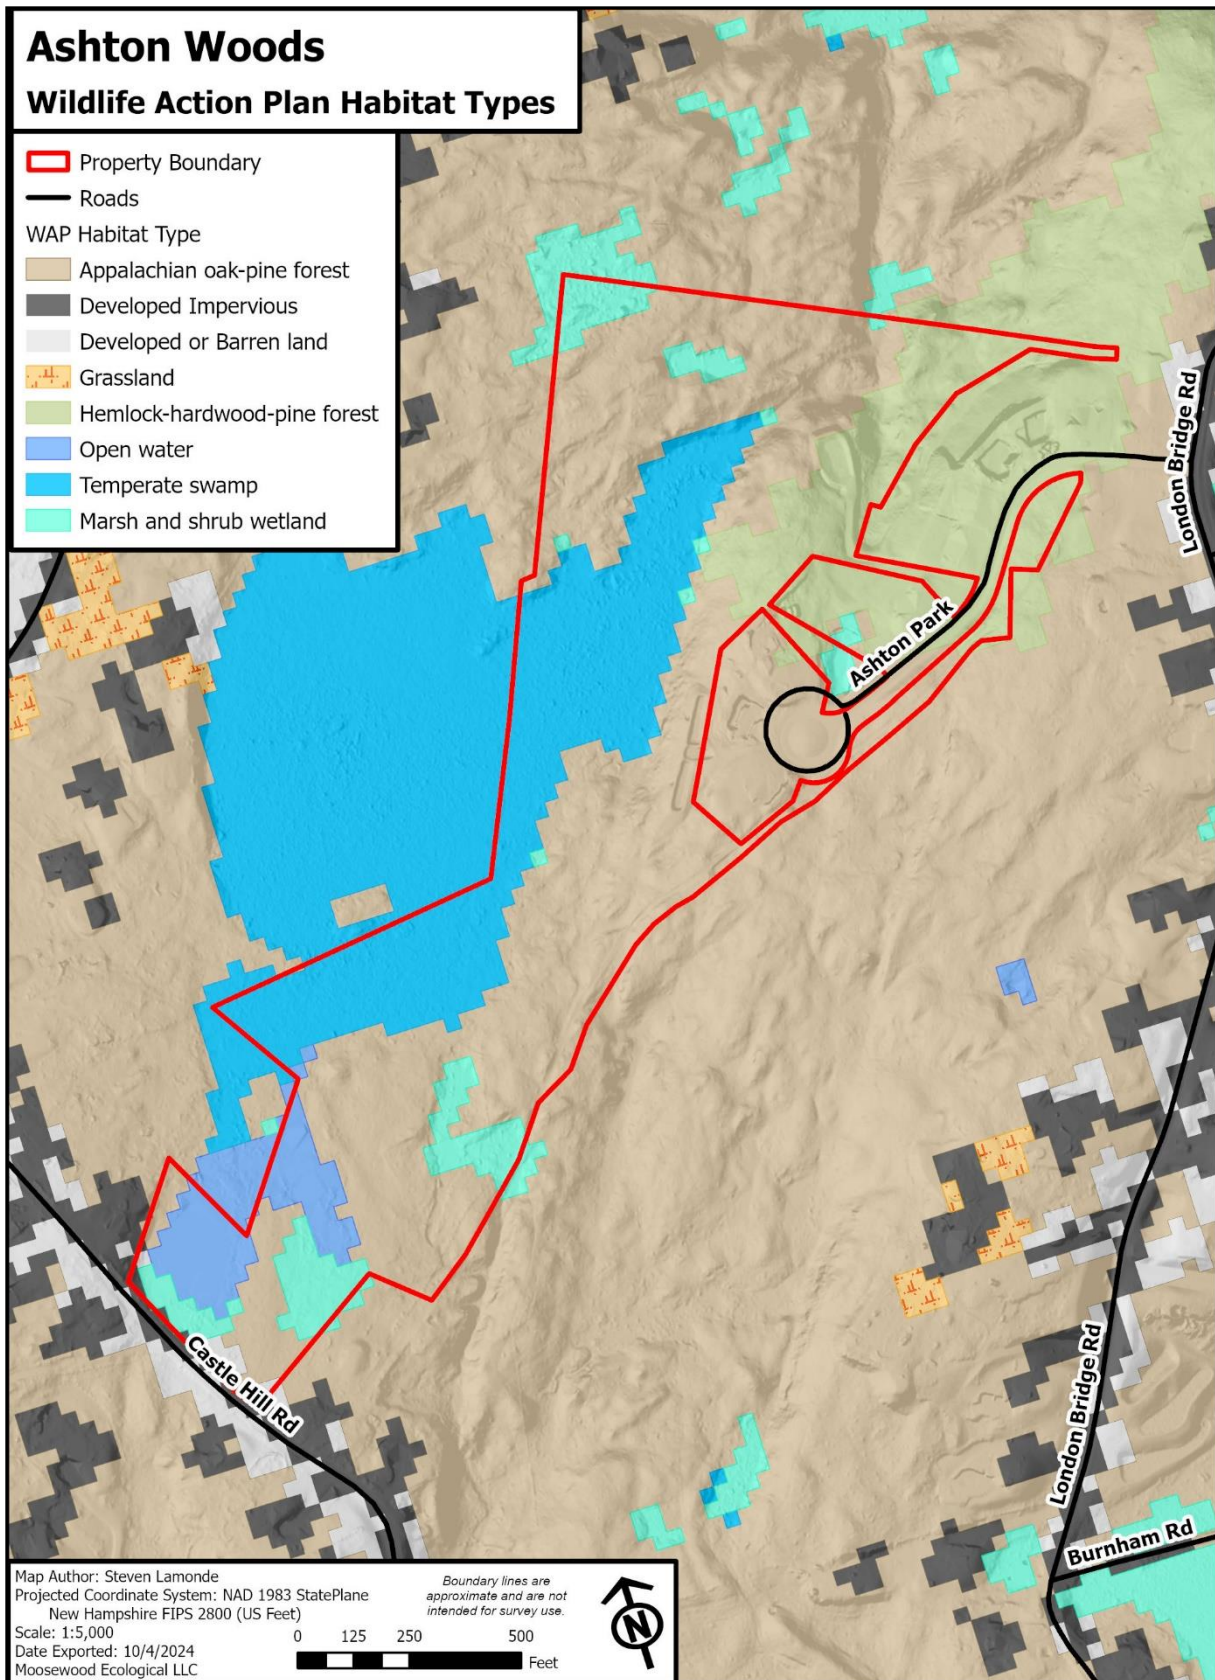 Ashton Woods
Wildlife Action Plan Habitat Types
Property Boundary
Roads
WAP Habitat Type
Appalachian oak-pine forest
Developed Impervious
Developed or Barren land
Grassland
Hemlock-hardwood-pine forest
Open water
Temperate swamp
Marsh and shrub wetland
London Bridge Rd
Ashton Park
Castle Hill Rd
London Bridge Rd
Burnham Rd
Map Author: Steven Lamonde
Projected Coordinate System: NAD 1983 StatePlane
New Hampshire FIPS 2800 (US Feet)
Scale: 1:5,000
Date Exported: 10/4/2024
Moosewood Ecological LLC
Boundary lines are
approximate and are not
intended for survey use.
0 125 250 500
Feet
N